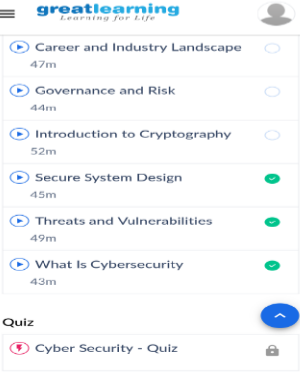 greatlearning
Learning for Life
Career and Industry Landscape
47m
Governance and Risk
44m
Introduction to Cryptography
52m
Secure System Design
45m
Threats and Vulnerabilities
49m
What Is Cybersecurity
43m
Quiz
Cyber Security - Quiz